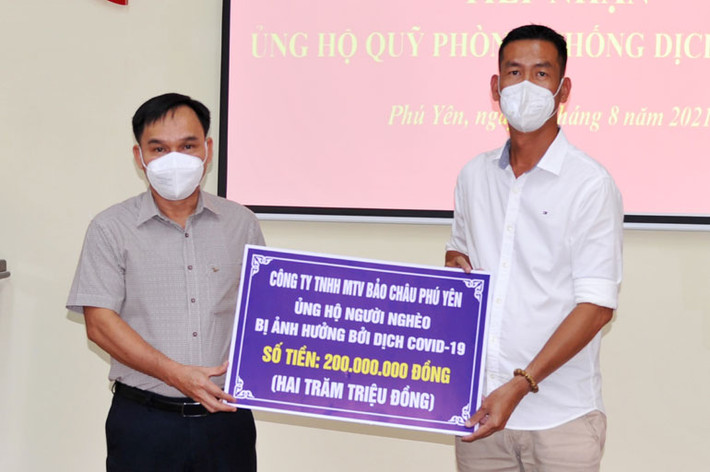 TIẾP NHẬN
ỦNG HỘ QUỸ PHÒNG CHỐNG DỊCH
Phú Yên, ngày tháng 8 năm 2021
CÔNG TY TNHH MTV BẢO CHÂU PHÚ YÊN
ỦNG HỘ NGƯỜI NGHÈO
BỊ ẢNH HƯỞNG BỞI DỊCH COVID-19
SỐ TIỀN: 200.000.000 ĐỒNG
(HAI TRĂM TRIỆU ĐỒNG)